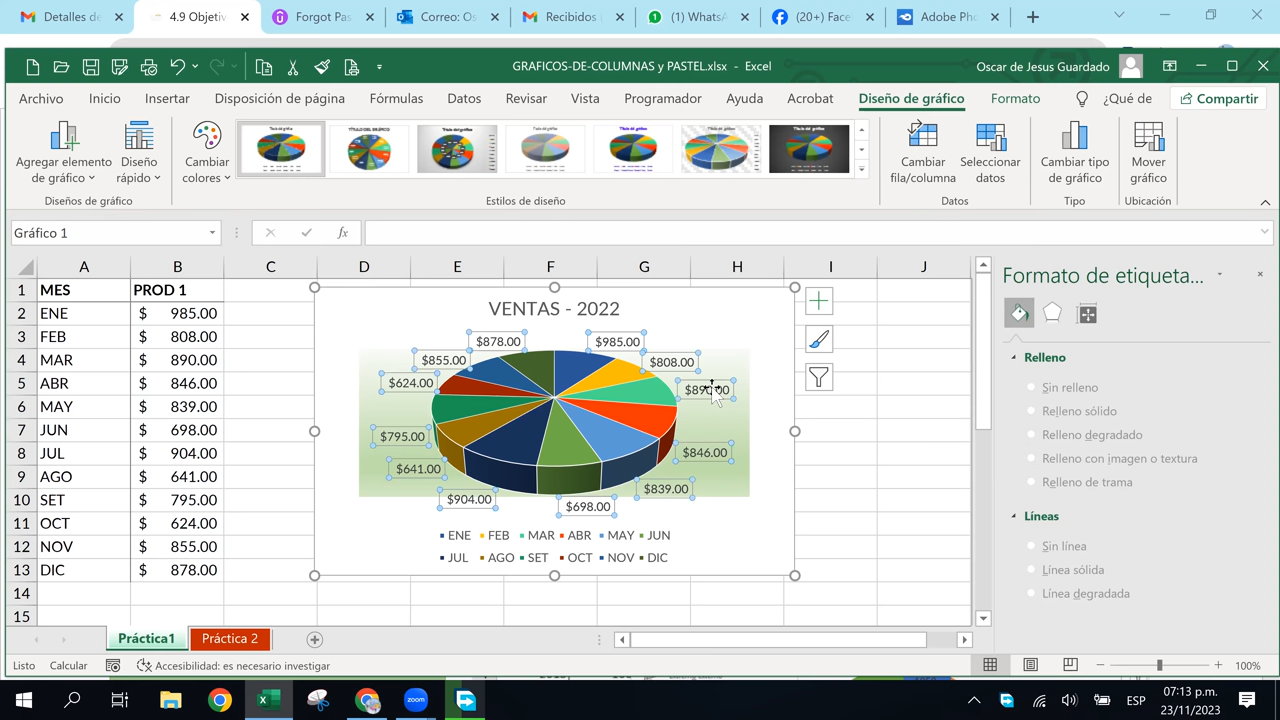 Detalles de
4.9 Objetiv
Forgot Pas
Correo: Os
Recibidos
(1) WhatsA
(20+) Face
Adobe Pho
GRAFICOS-DE-COLUMNAS y PASTEL.xlsx - Excel
Oscar de Jesus Guardado
Archivo Inicio Insertar Disposición de página Fórmulas Datos Revisar Vista Programador Ayuda Acrobat Diseño de gráfico Formato ¿Qué de Compartir
Agregar elemento de gráfico
Diseño rápido
Cambiar colores
Cambiar fila/columna
Seleccionar datos
Cambiar tipo de gráfico
Mover gráfico
Diseños de gráfico
Estilos de diseño
Datos
Tipo
Ubicación
Gráfico 1
fx
A B C D E F G H I J
1 MES PROD 1
2 ENE $ 985.00
3 FEB $ 808.00
4 MAR $ 890.00
5 ABR $ 846.00
6 MAY $ 839.00
7 JUN $ 698.00
8 JUL $ 904.00
9 AGO $ 641.00
10 SET $ 795.00
11 OCT $ 624.00
12 NOV $ 855.00
13 DIC $ 878.00
14
15
VENTAS - 2022
$878.00
$985.00
$855.00
$808.00
$624.00
$795.00
$846.00
$641.00
$839.00
$904.00
$698.00
ENE FEB MAR ABR MAY JUN
JUL AGO SET OCT NOV DIC
Formato de etiqueta...
Relleno
Sin relleno
Relleno sólido
Relleno degradado
Relleno con imagen o textura
Relleno de trama
Líneas
Sin línea
Línea sólida
Línea degradada
Práctica1
Práctica 2
Listo
Calcular
Accesibilidad: es necesario investigar
100%
zoom
ESP
07:13 p.m.
23/11/2023